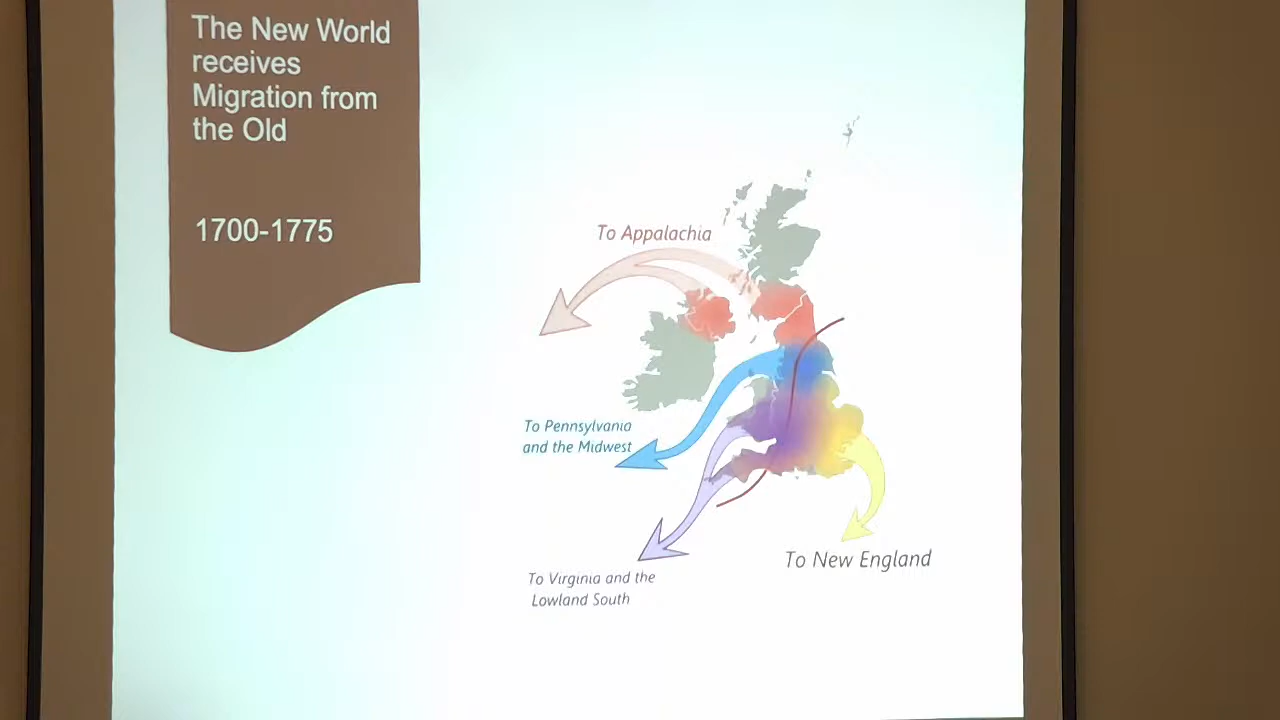 The New World
receives
Migration from
the Old
1700-1775
To Appalachia
To Pennsylvania
and the Midwest
To Virginia and the
Lowland South
To New England